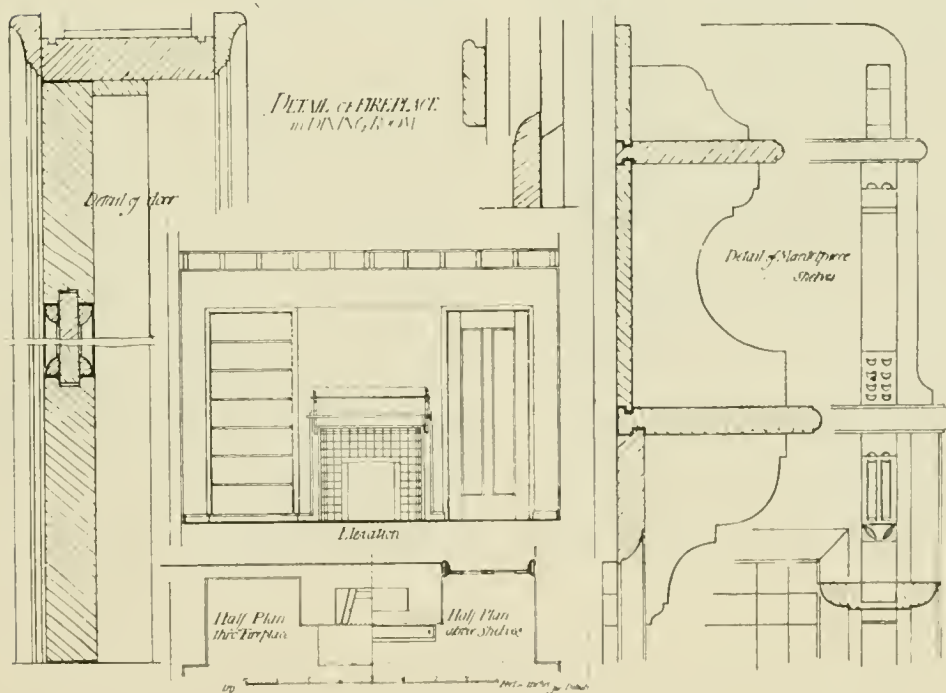 DETAIL of FIREPLACE
in DINING ROOM
Detail of door
Detail of Mantelpiece
Shelves
Elevation
Half Plan
thro' Fireplace
Half Plan
above Shelves